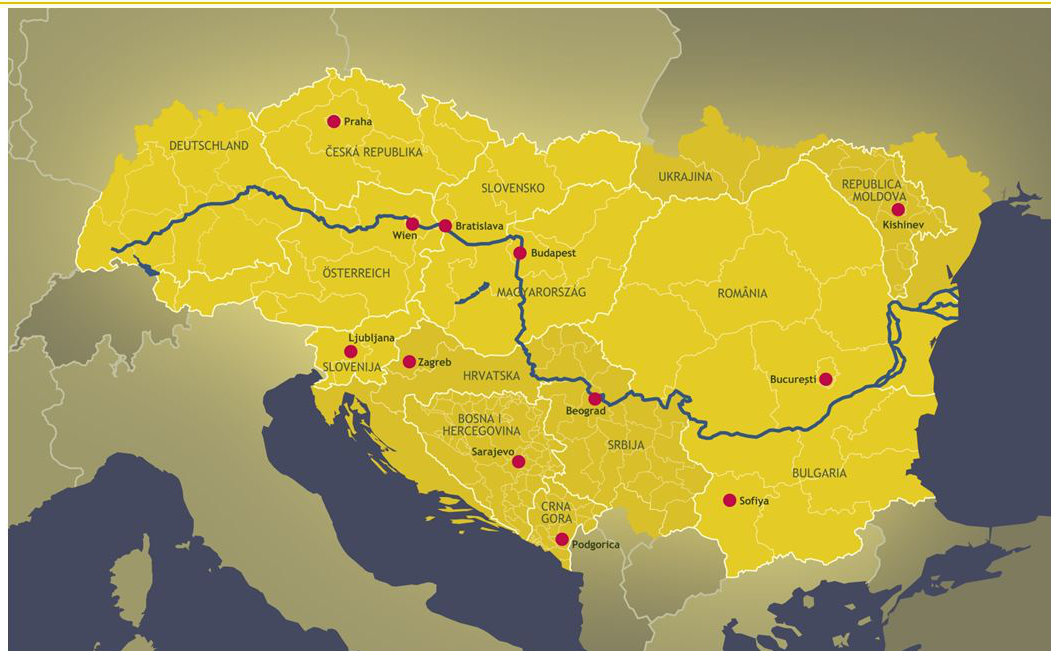 Praha
DEUTSCHLAND
ČESKÁ REPUBLIKA
UKRAJINA
SLOVENSKO
REPUBLICA
MOLDOVA
Kishinev
Wien
Bratislava
Budapest
ÖSTERREICH
MAGYARORSZÁG
ROMÂNIA
Ljubljana
SLOVENIJA
Zagreb
HRVATSKA
Bucureşti
Beograd
BOSNA I
HERCEGOVINA
Sarajevo
SRBIJA
BULGARIA
Sofiya
CRNA
GORA
Podgorica